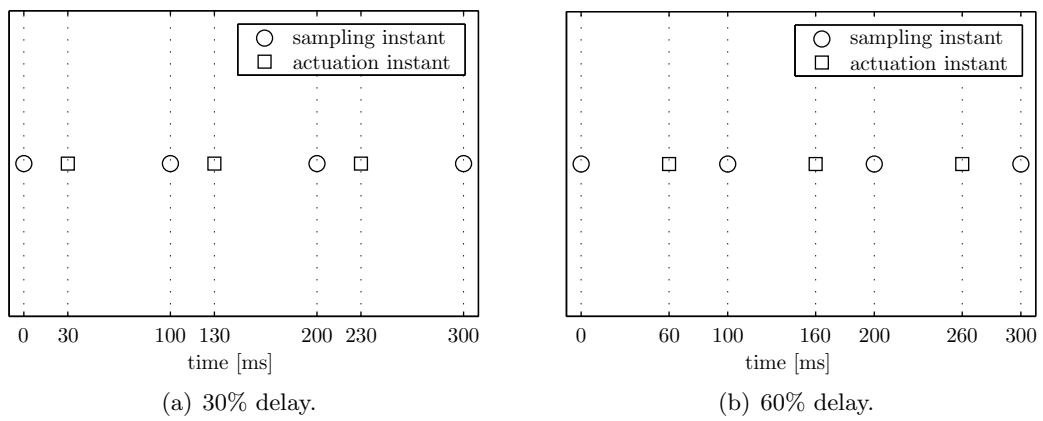 sampling instant
actuation instant
0 30 100 130 200 230 300
time [ms]
(a) 30% delay.
sampling instant
actuation instant
0 60 100 160 200 260 300
time [ms]
(b) 60% delay.